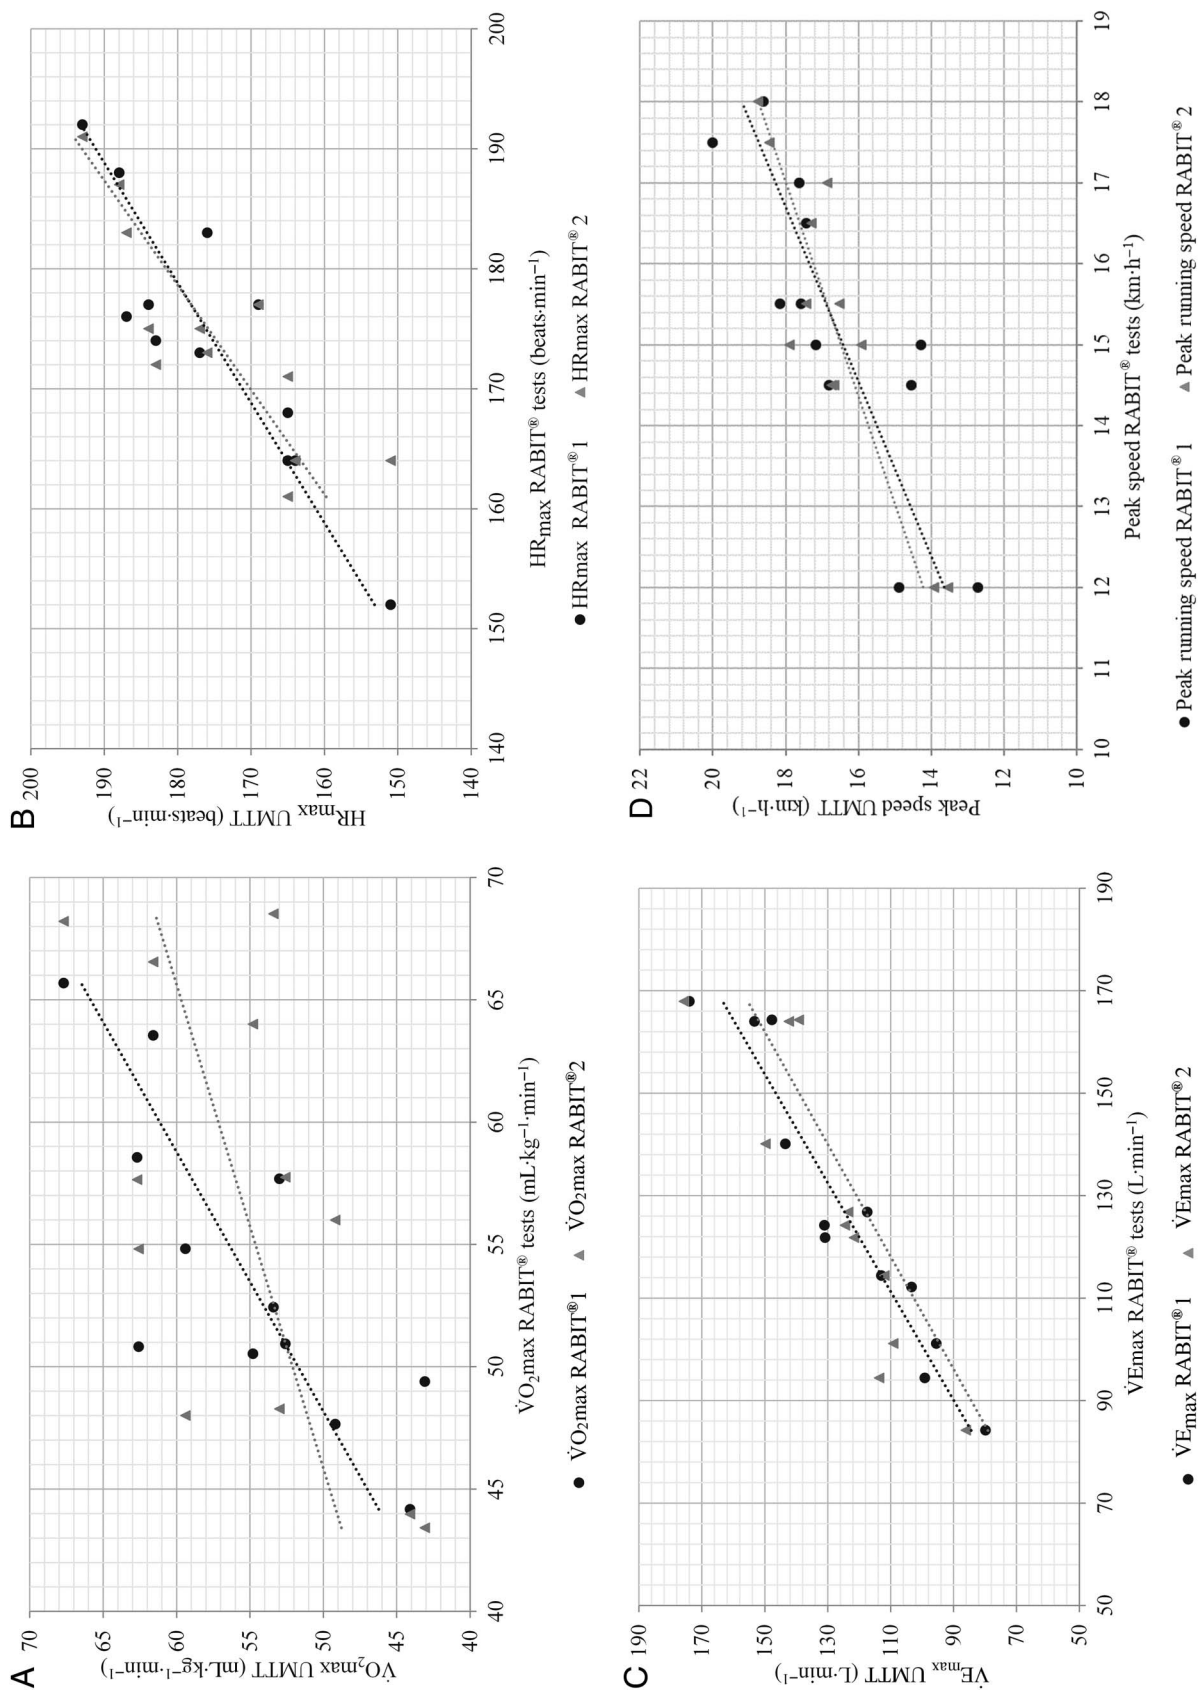 A
V̇O₂max UMTT (mL·kg⁻¹·min⁻¹)
70
65
60
55
50
45
40
40 45 50 55 60 65 70
V̇O₂max RABIT® tests (mL·kg⁻¹·min⁻¹)
● V̇O₂max RABIT®1 ▲ V̇O₂max RABIT®2
B
HRmax UMTT (beats·min⁻¹)
200
190
180
170
160
150
140 150 160 170 180 190 200
HRmax RABIT® tests (beats·min⁻¹)
● HRmax RABIT® 1 ▲ HRmax RABIT® 2
C
V̇Emax UMTT (L·min⁻¹)
190
170
150
130
110
90
70
50
50 70 90 110 130 150 170 190
V̇Emax RABIT® tests (L·min⁻¹)
● V̇Emax RABIT®1 ▲ V̇Emax RABIT®2
D
Peak speed UMTT (km·h⁻¹)
22
20
18
16
14
12
10
10 11 12 13 14 15 16 17 18 19
Peak speed RABIT® tests (km·h⁻¹)
● Peak running speed RABIT® 1 ▲ Peak running speed RABIT® 2